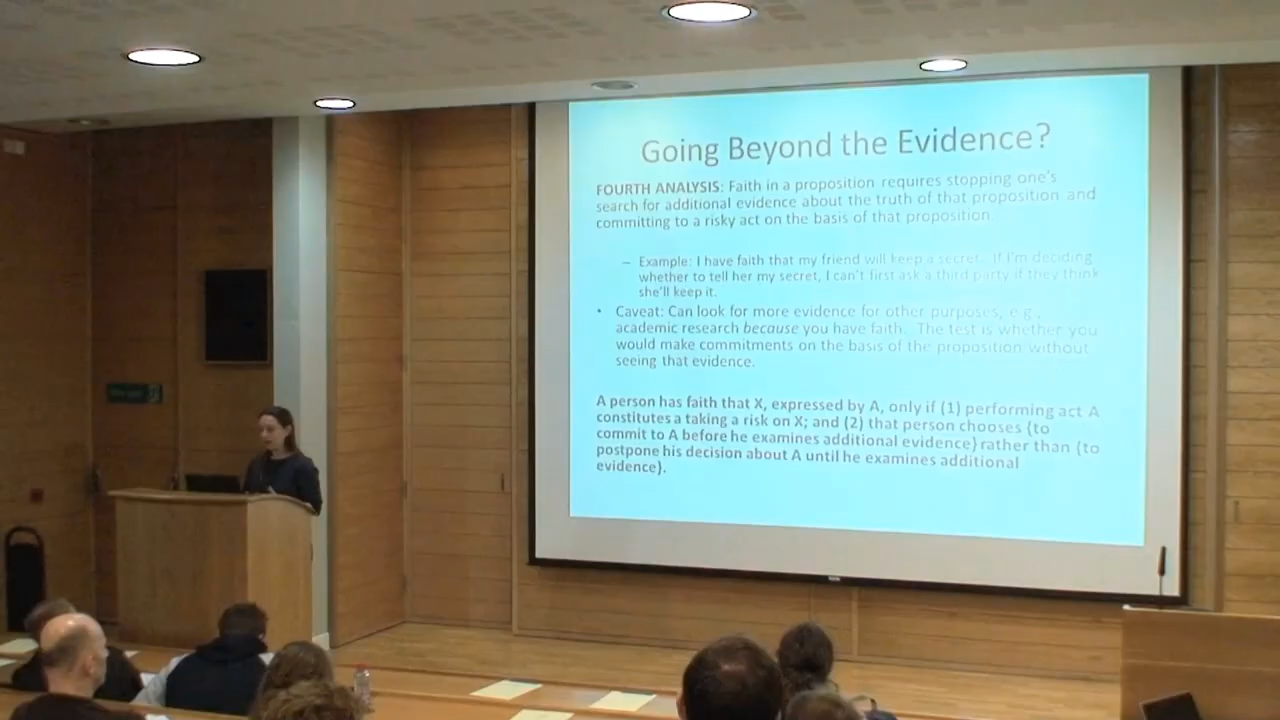 Going Beyond the Evidence?
FOURTH ANALYSIS: Faith in a proposition requires stopping one's
search for additional evidence about the truth of that proposition and
committing to a risky act on the basis of that proposition.
– Example: I have faith that my friend will keep a secret. If I'm deciding
whether to tell her my secret, I can't first ask a third party if they think
she'll keep it.
• Caveat: Can look for more evidence for other purposes, e.g.,
academic research because you have faith. The test is whether you
would make commitments on the basis of the proposition without
seeing that evidence.
A person has faith that X, expressed by A, only if (1) performing act A
constitutes a taking a risk on X; and (2) that person chooses {to
commit to A before he examines additional evidence} rather than {to
postpone his decision about A until he examines additional
evidence}.